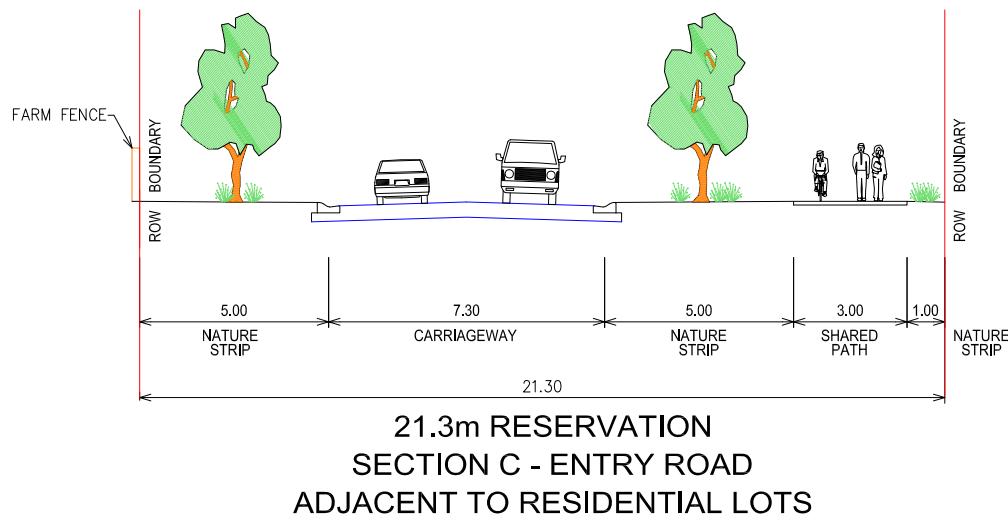 FARM FENCE
BOUNDARY
ROW
BOUNDARY
ROW
5.00
7.30
5.00
3.00
1.00
NATURE
STRIP
CARRIAGEWAY
NATURE
STRIP
SHARED
PATH
NATURE
STRIP
21.30
21.3m RESERVATION
SECTION C - ENTRY ROAD
ADJACENT TO RESIDENTIAL LOTS